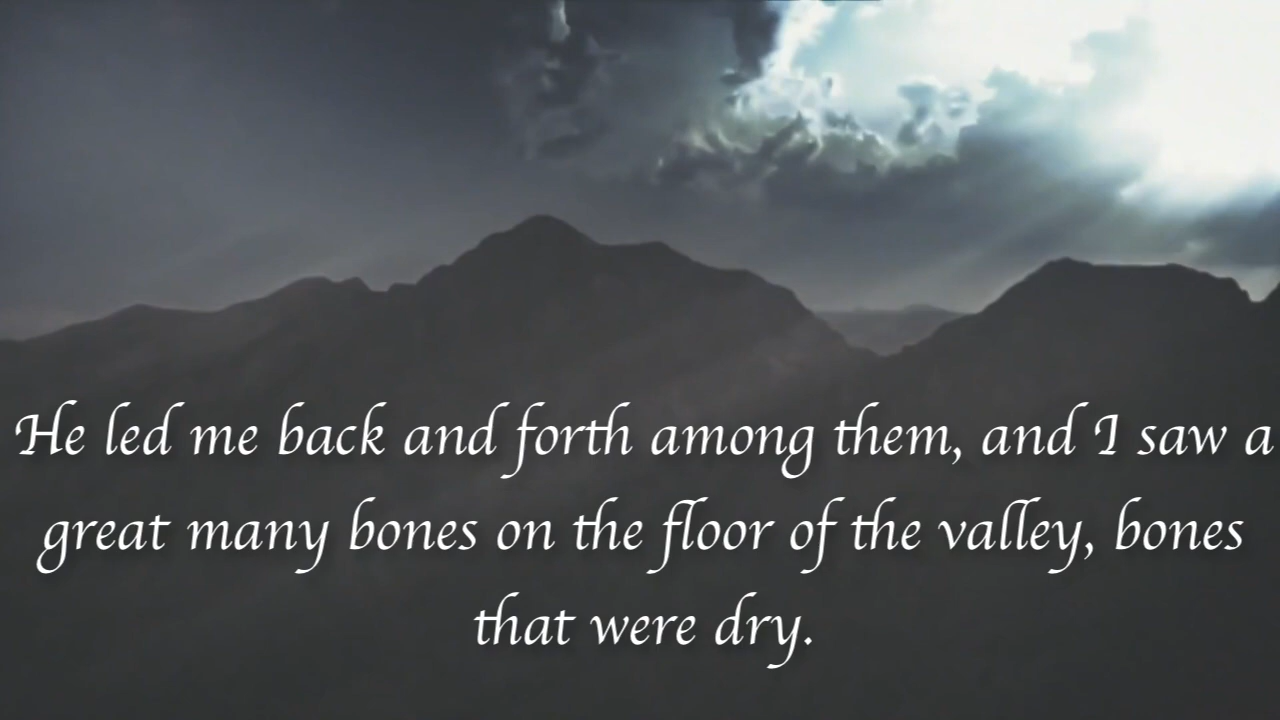 He led me back and forth among them, and I saw a
great many bones on the floor of the valley, bones
that were dry.